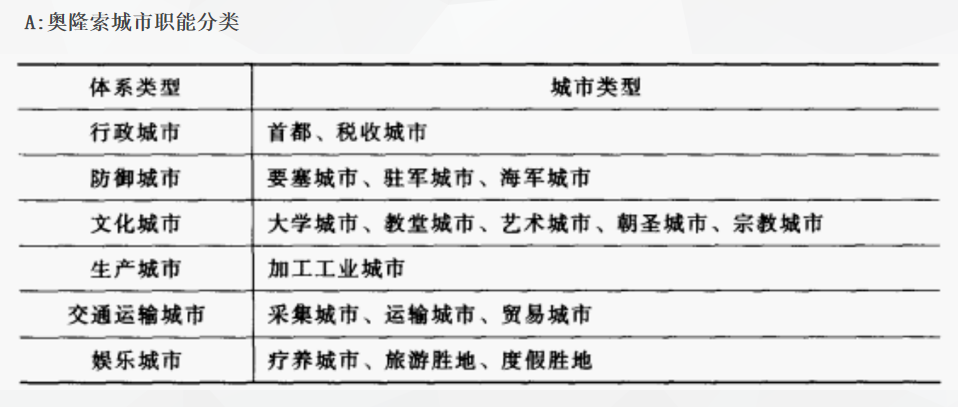 A:奥隆索城市职能分类
体系类型 城市类型
行政城市 首都、税收城市
防御城市 要塞城市、驻军城市、海军城市
文化城市 大学城市、教堂城市、艺术城市、朝圣城市、宗教城市
生产城市 加工工业城市
交通运输城市 采集城市、运输城市、贸易城市
娱乐城市 疗养城市、旅游胜地、度假胜地